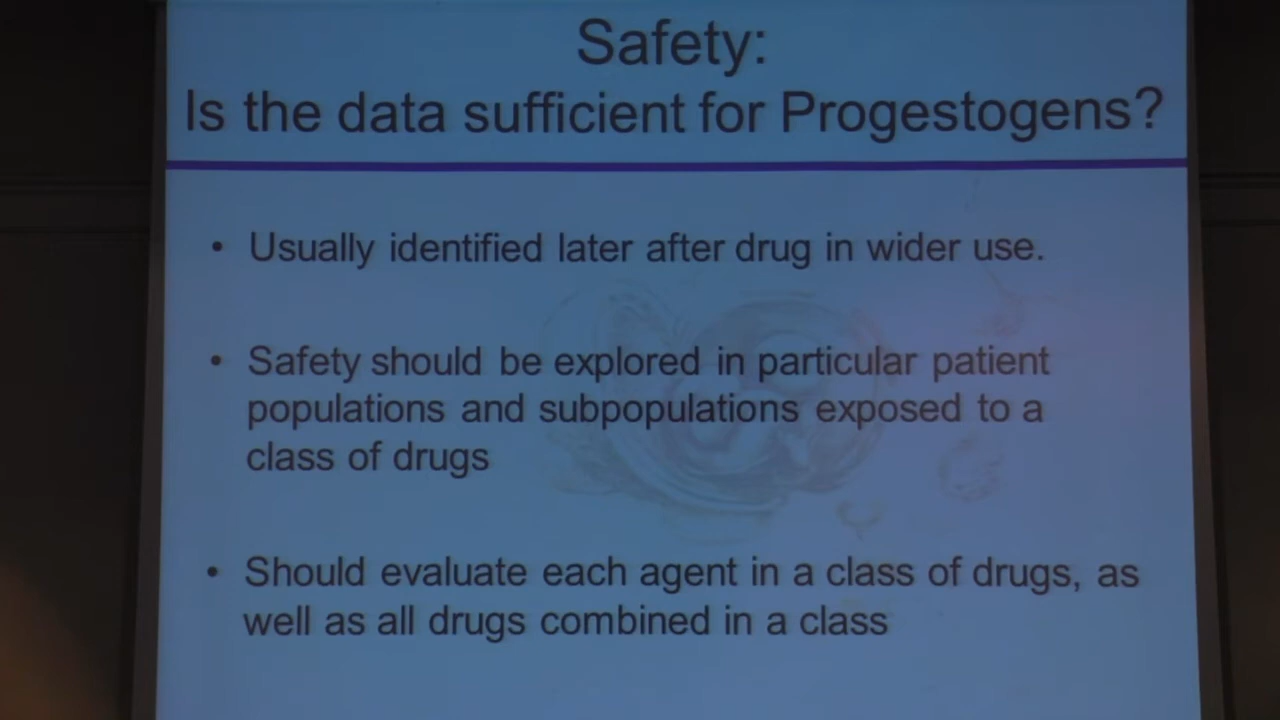 Safety:
Is the data sufficient for Progestogens?
• Usually identified later after drug in wider use.
• Safety should be explored in particular patient
populations and subpopulations exposed to a
class of drugs
• Should evaluate each agent in a class of drugs, as
well as all drugs combined in a class